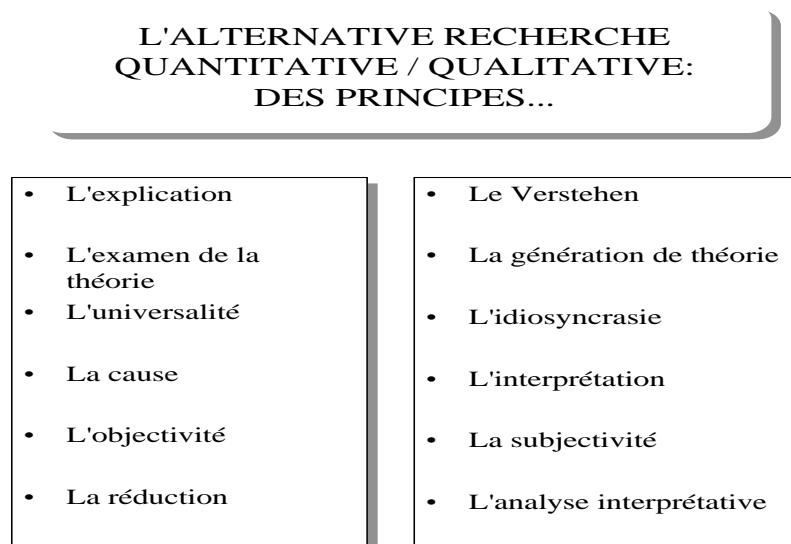 L'ALTERNATIVE RECHERCHE
QUANTITATIVE / QUALITATIVE:
DES PRINCIPES...
• L'explication
• L'examen de la
théorie
• L'universalité
• La cause
• L'objectivité
• La réduction
• Le Verstehen
• La génération de théorie
• L'idiosyncrasie
• L'interprétation
• La subjectivité
• L'analyse interprétative